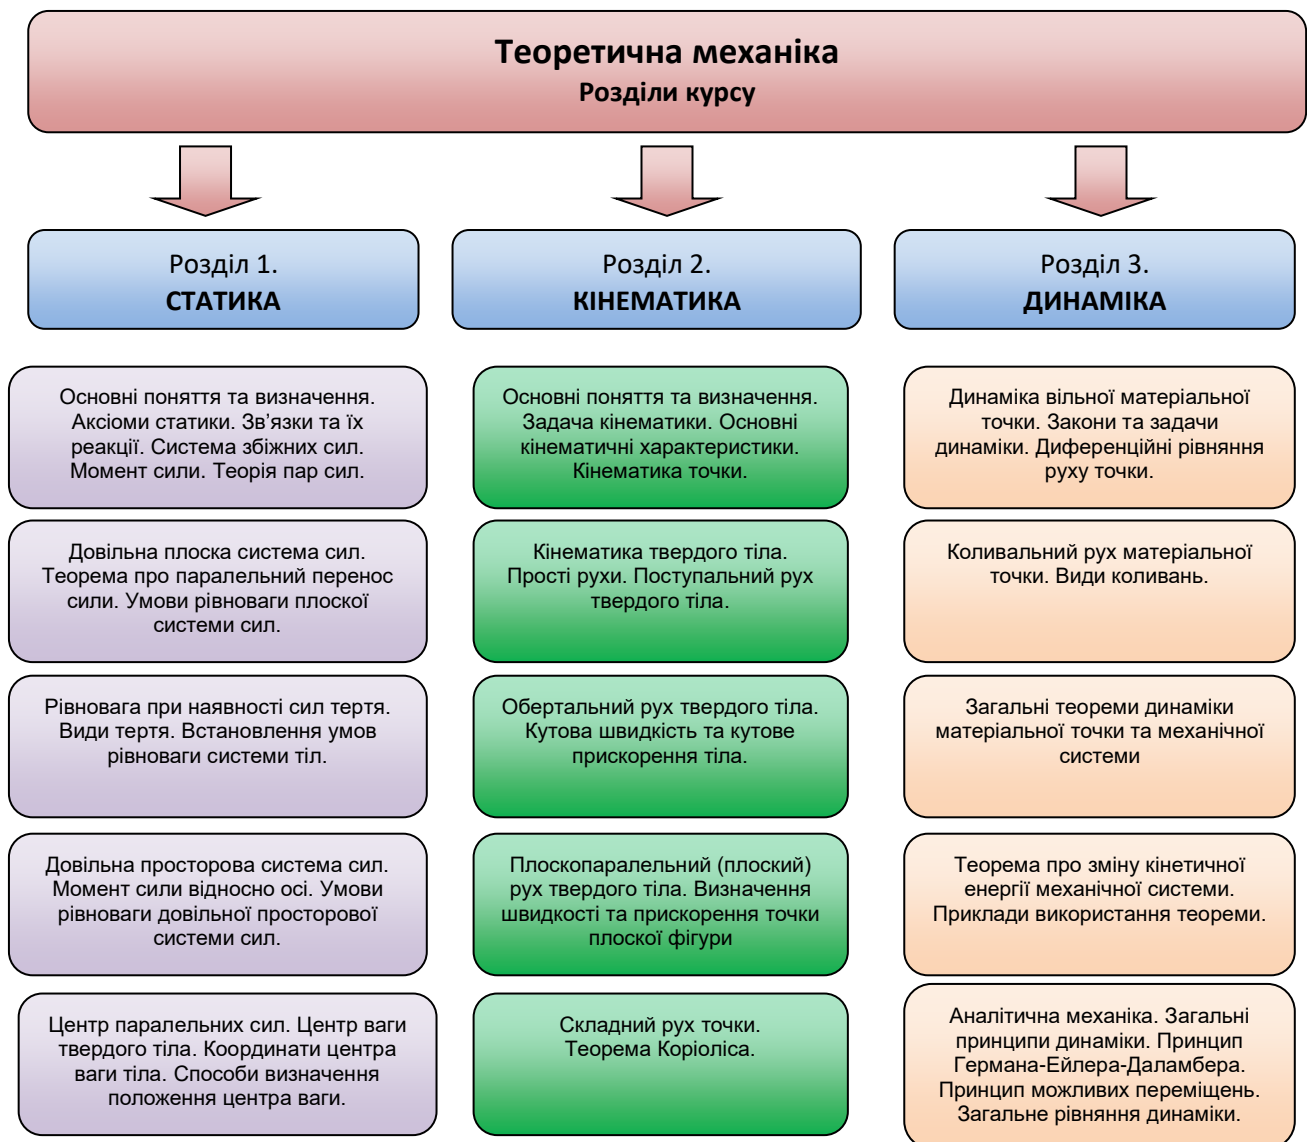 Теоретична механіка
Розділи курсу
Розділ 1.
СТАТИКА
Розділ 2.
КІНЕМАТИКА
Розділ 3.
ДИНАМІКА
Основні поняття та визначення.
Аксіоми статики. Зв’язки та їх
реакції. Система збіжних сил.
Момент сили. Теорія пар сил.
Довільна плоска система сил.
Теорема про паралельний перенос
сили. Умови рівноваги плоскої
системи сил.
Рівновага при наявності сил тертя.
Види тертя. Встановлення умов
рівноваги системи тіл.
Довільна просторова система сил.
Момент сили відносно осі. Умови
рівноваги довільної просторової
системи сил.
Центр паралельних сил. Центр ваги
твердого тіла. Координати центра
ваги тіла. Способи визначення
положення центра ваги.
Основні поняття та визначення.
Задача кінематики. Основні
кінематичні характеристики.
Кінематика точки.
Кінематика твердого тіла.
Прості рухи. Поступальний рух
твердого тіла.
Обертальний рух твердого тіла.
Кутова швидкість та кутове
прискорення тіла.
Плоскопаралельний (плоский)
рух твердого тіла. Визначення
швидкості та прискорення точки
плоскої фігури
Складний рух точки.
Теорема Коріоліса.
Динаміка вільної матеріальної
точки. Закони та задачі
динаміки. Диференційні рівняння
руху точки.
Коливальний рух матеріальної
точки. Види коливань.
Загальні теореми динаміки
матеріальної точки та механічної
системи
Теорема про зміну кінетичної
енергії механічної системи.
Приклади використання теореми.
Аналітична механіка. Загальні
принципи динаміки. Принцип
Германа-Ейлера-Даламбера.
Принцип можливих переміщень.
Загальне рівняння динаміки.